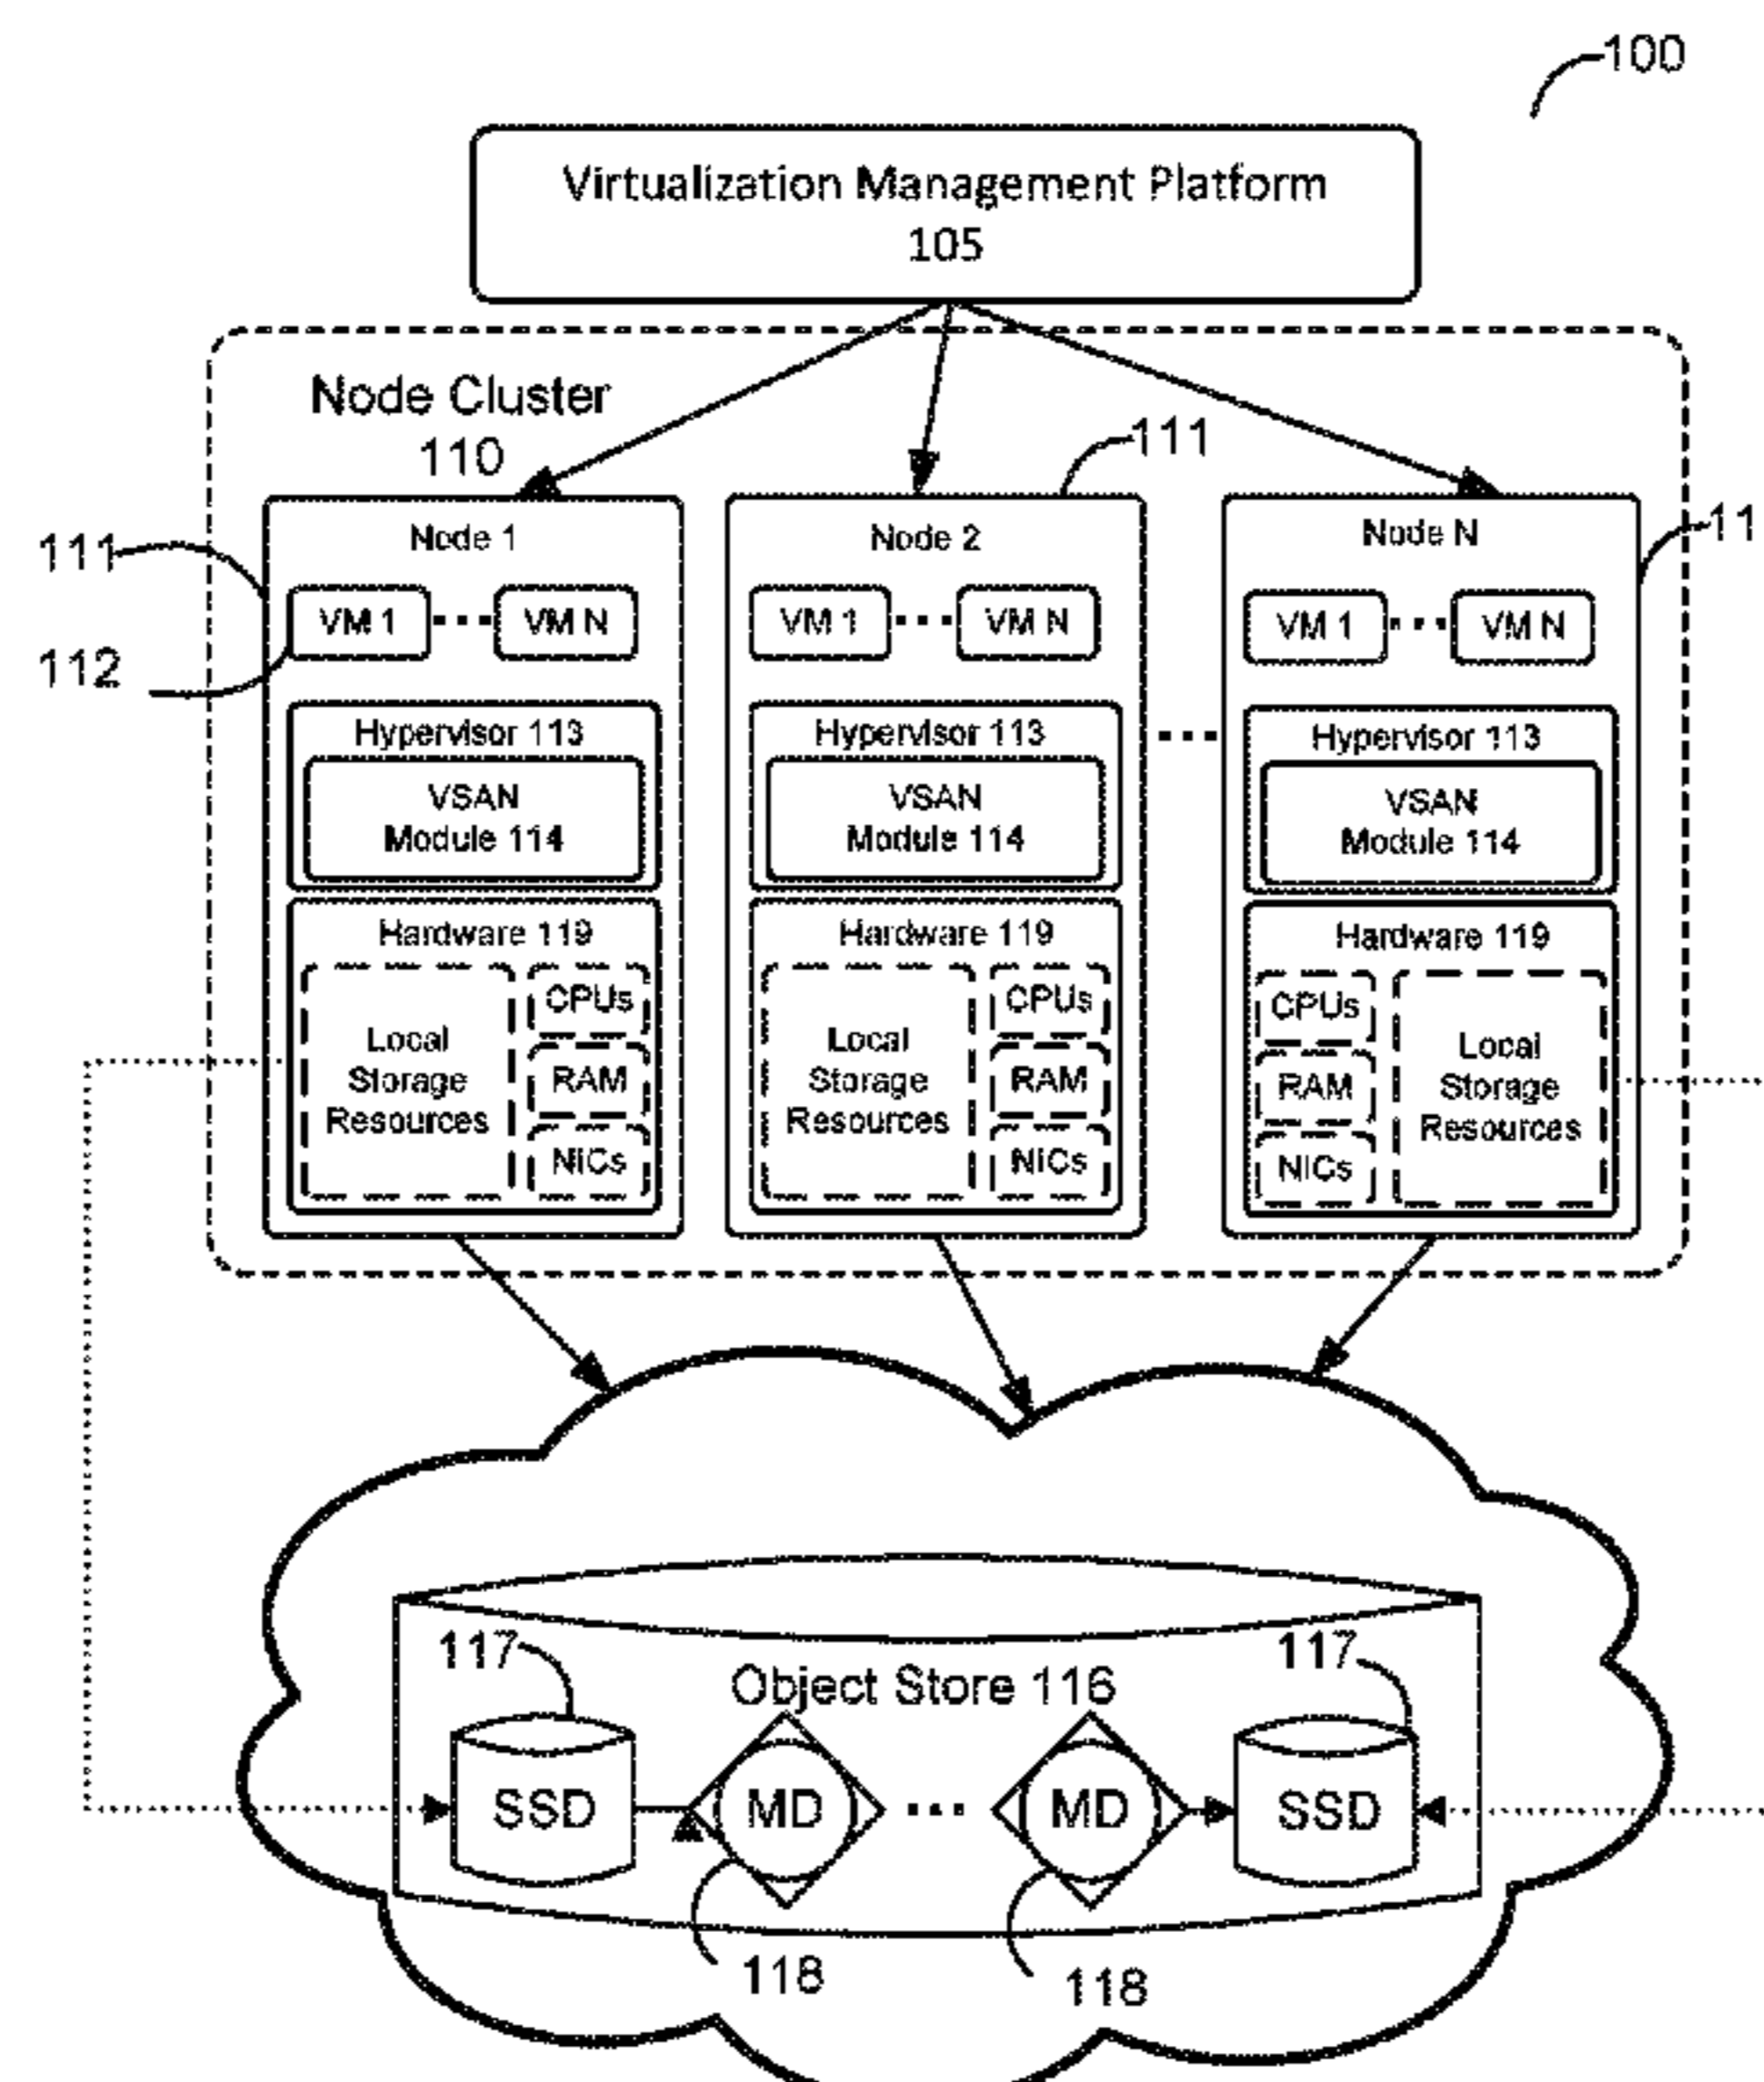 100
Virtualization Management Platform
105
Node Cluster
110
111
111
11
112
Node 1
VM 1 ... VM N
Hypervisor 113
VSAN
Module 114
Hardware 119
Local
Storage
Resources
CPUs
RAM
NICs
Node 2
VM 1 ... VM N
Hypervisor 113
VSAN
Module 114
Hardware 119
Local
Storage
Resources
CPUs
RAM
NICs
...
Node N
VM 1 ... VM N
Hypervisor 113
VSAN
Module 114
Hardware 119
CPUs
RAM
NICs
Local
Storage
Resources
117
Object Store 116
117
SSD
MD
...
MD
SSD
118
118